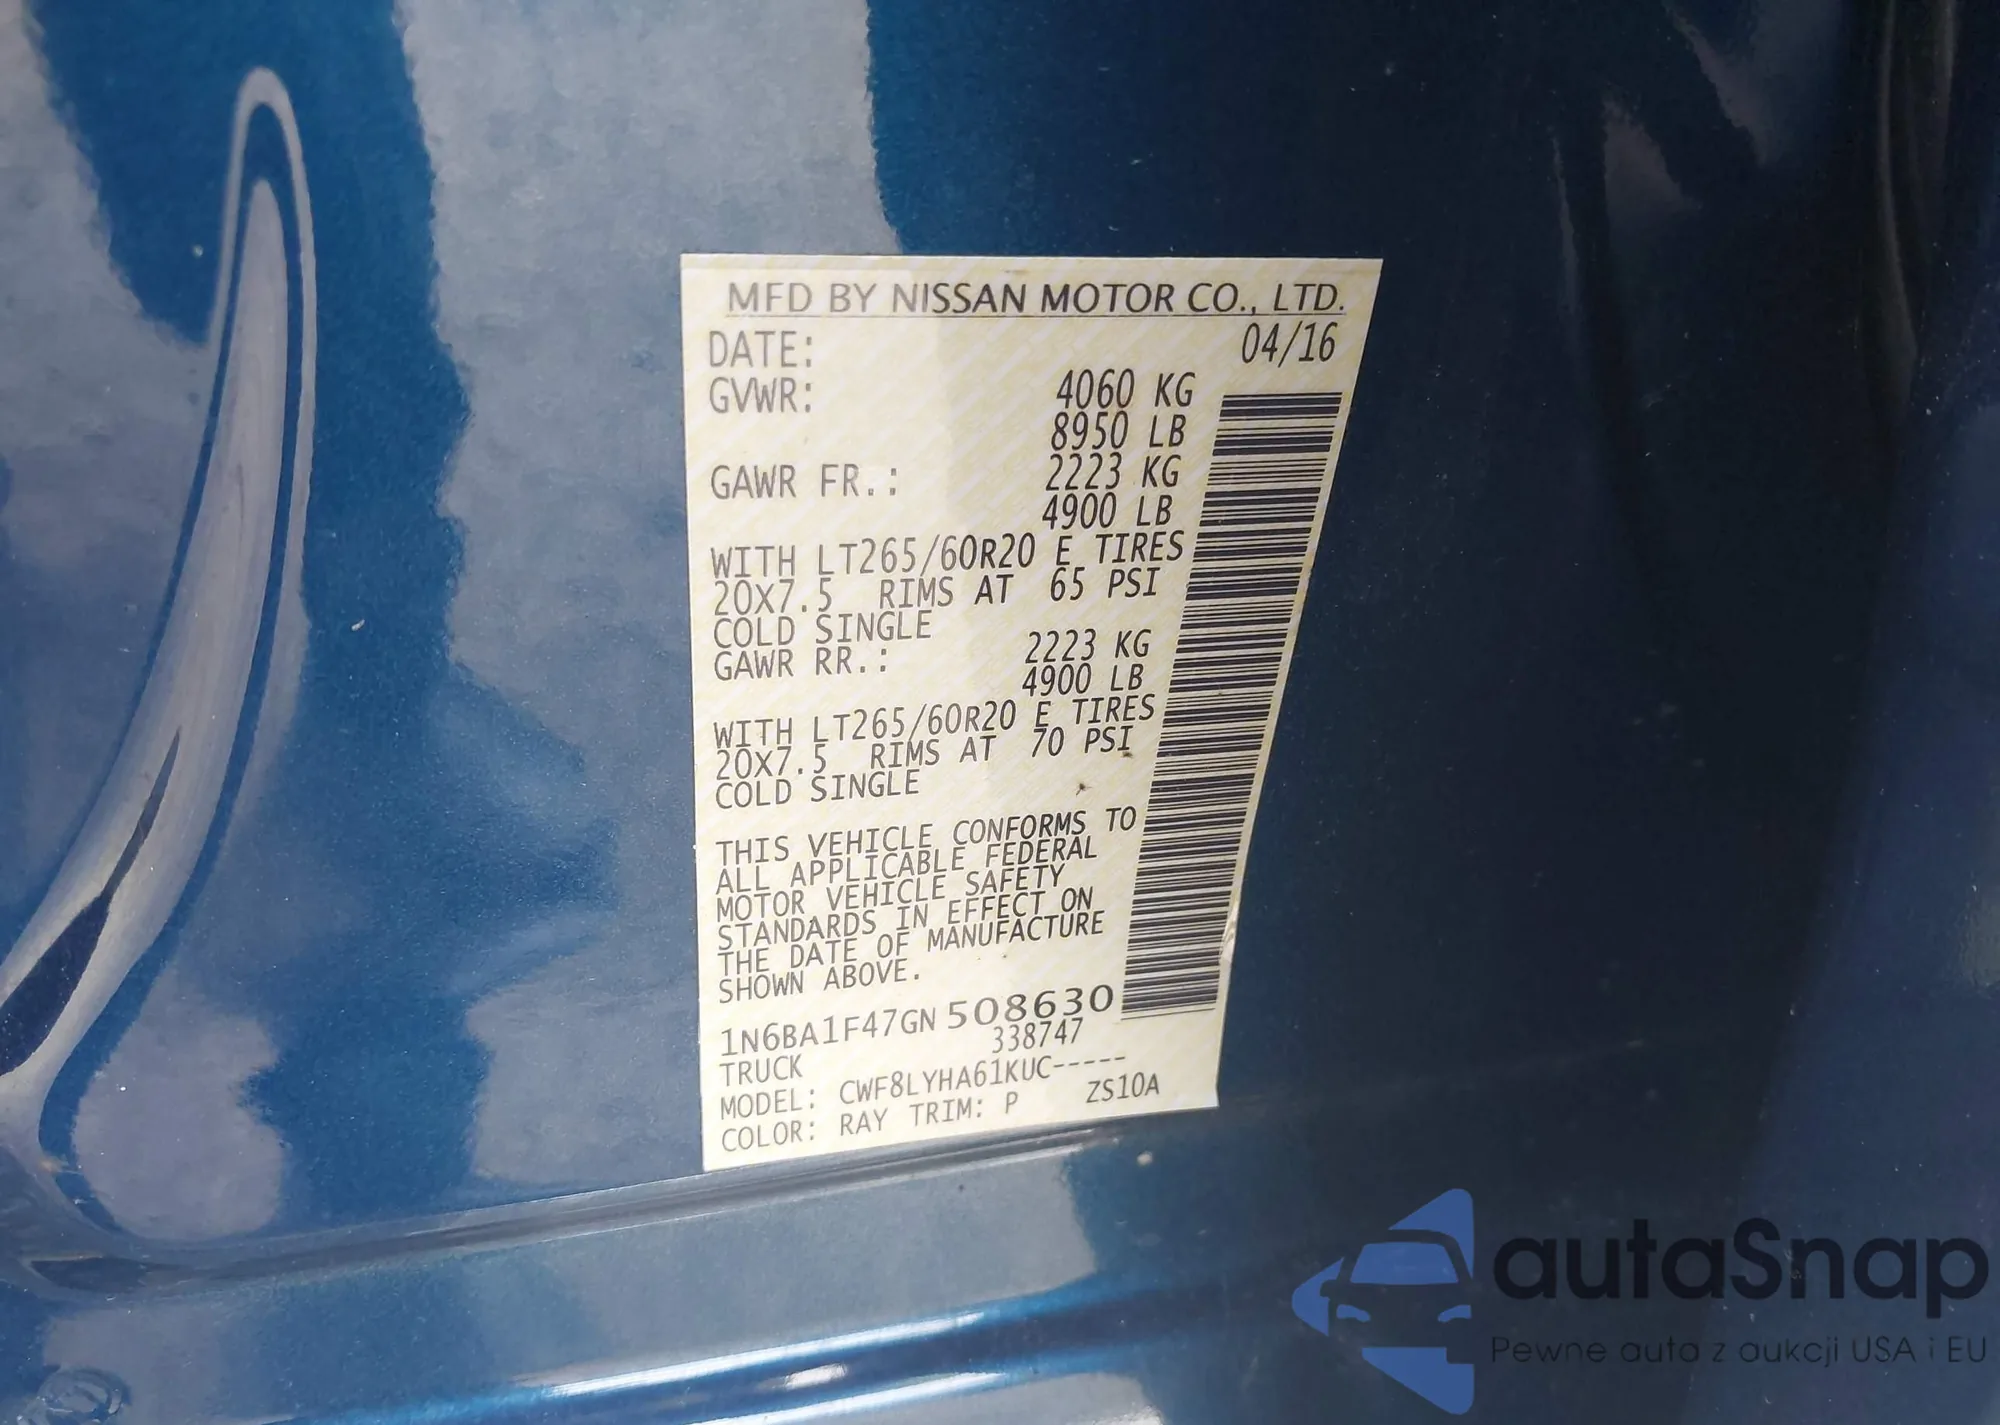 MFD BY NISSAN MOTOR CO., LTD.
DATE: 04/16
GVWR: 4060 KG
8950 LB
GAWR FR.: 2223 KG
4900 LB
WITH LT265/60R20 E TIRES
20X7.5 RIMS AT 65 PSI
COLD SINGLE
GAWR RR.: 2223 KG
4900 LB
WITH LT265/60R20 E TIRES
20X7.5 RIMS AT 70 PSI
COLD SINGLE
THIS VEHICLE CONFORMS TO
ALL APPLICABLE FEDERAL
MOTOR VEHICLE SAFETY
STANDARDS IN EFFECT ON
THE DATE OF MANUFACTURE
SHOWN ABOVE.
1N6BA1F47GN508630
TRUCK 338747
MODEL: CWF8LYHA61KUC-----
COLOR: RAY TRIM: P ZS10A
autaSnap
Pewne auta z aukcji USA i EU